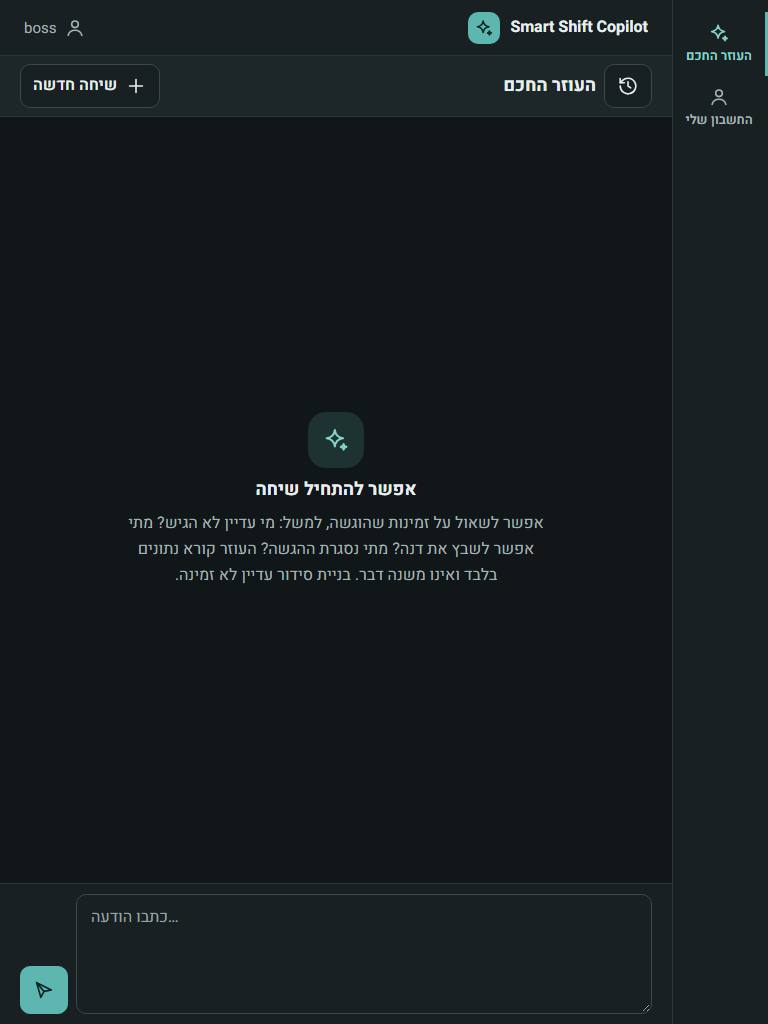 Smart Shift Copilot
boss
העוזר החכם
החשבון שלי
העוזר החכם
שיחה חדשה
אפשר להתחיל שיחה
אפשר לשאול על זמינות שהוגשה, למשל: מי עדיין לא הגיש? מתי
אפשר לשבץ את דנה? מתי נסגרת ההגשה? העוזר קורא נתונים
בלבד ואינו משנה דבר. בניית סידור עדיין לא זמינה.
כתבו הודעה…